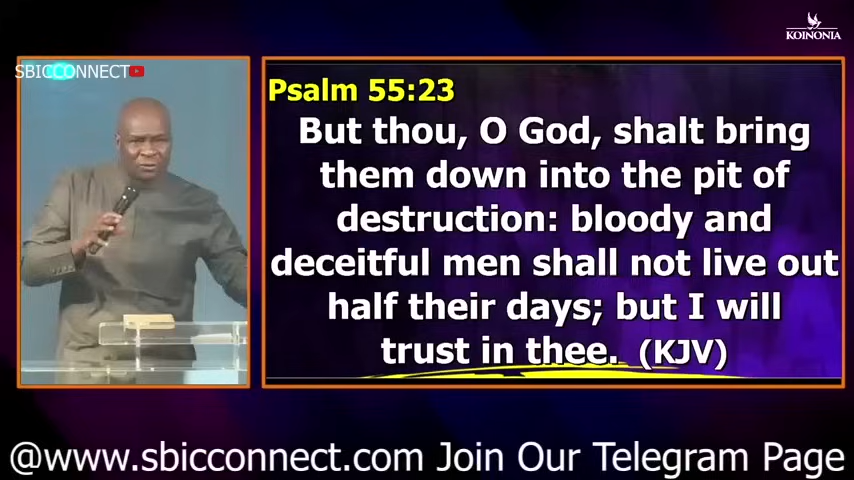 KOINONIA
SBICCONNECT
Psalm 55:23
But thou, O God, shalt bring
them down into the pit of
destruction: bloody and
deceitful men shall not live out
half their days; but I will
trust in thee. (KJV)
@www.sbicconnect.com Join Our Telegram Page